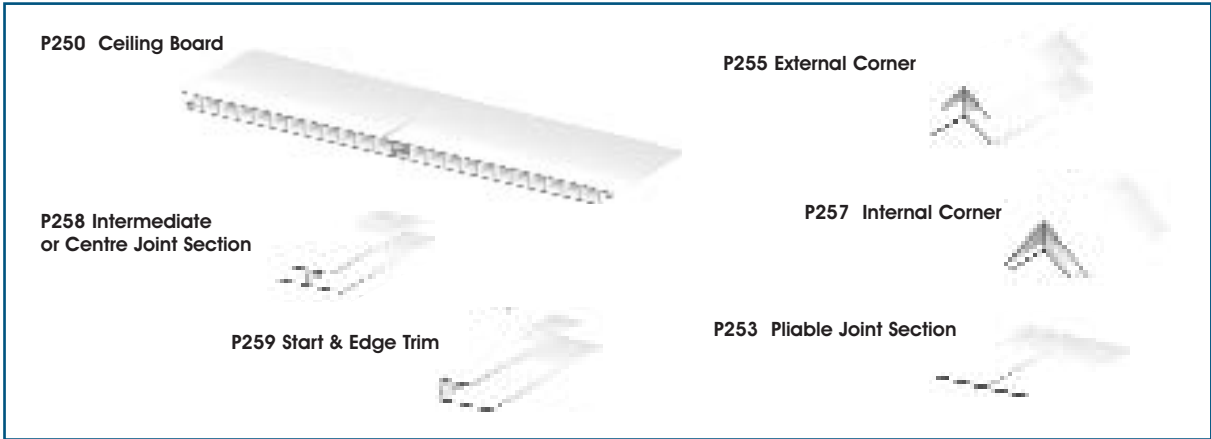 P250 Ceiling Board
P255 External Corner
P258 Intermediate
or Centre Joint Section
P257 Internal Corner
P259 Start & Edge Trim
P253 Pliable Joint Section